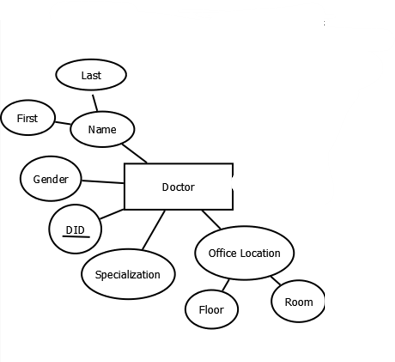 Last
First
Name
Gender
Doctor
DID
Office Location
Specialization
Floor
Room